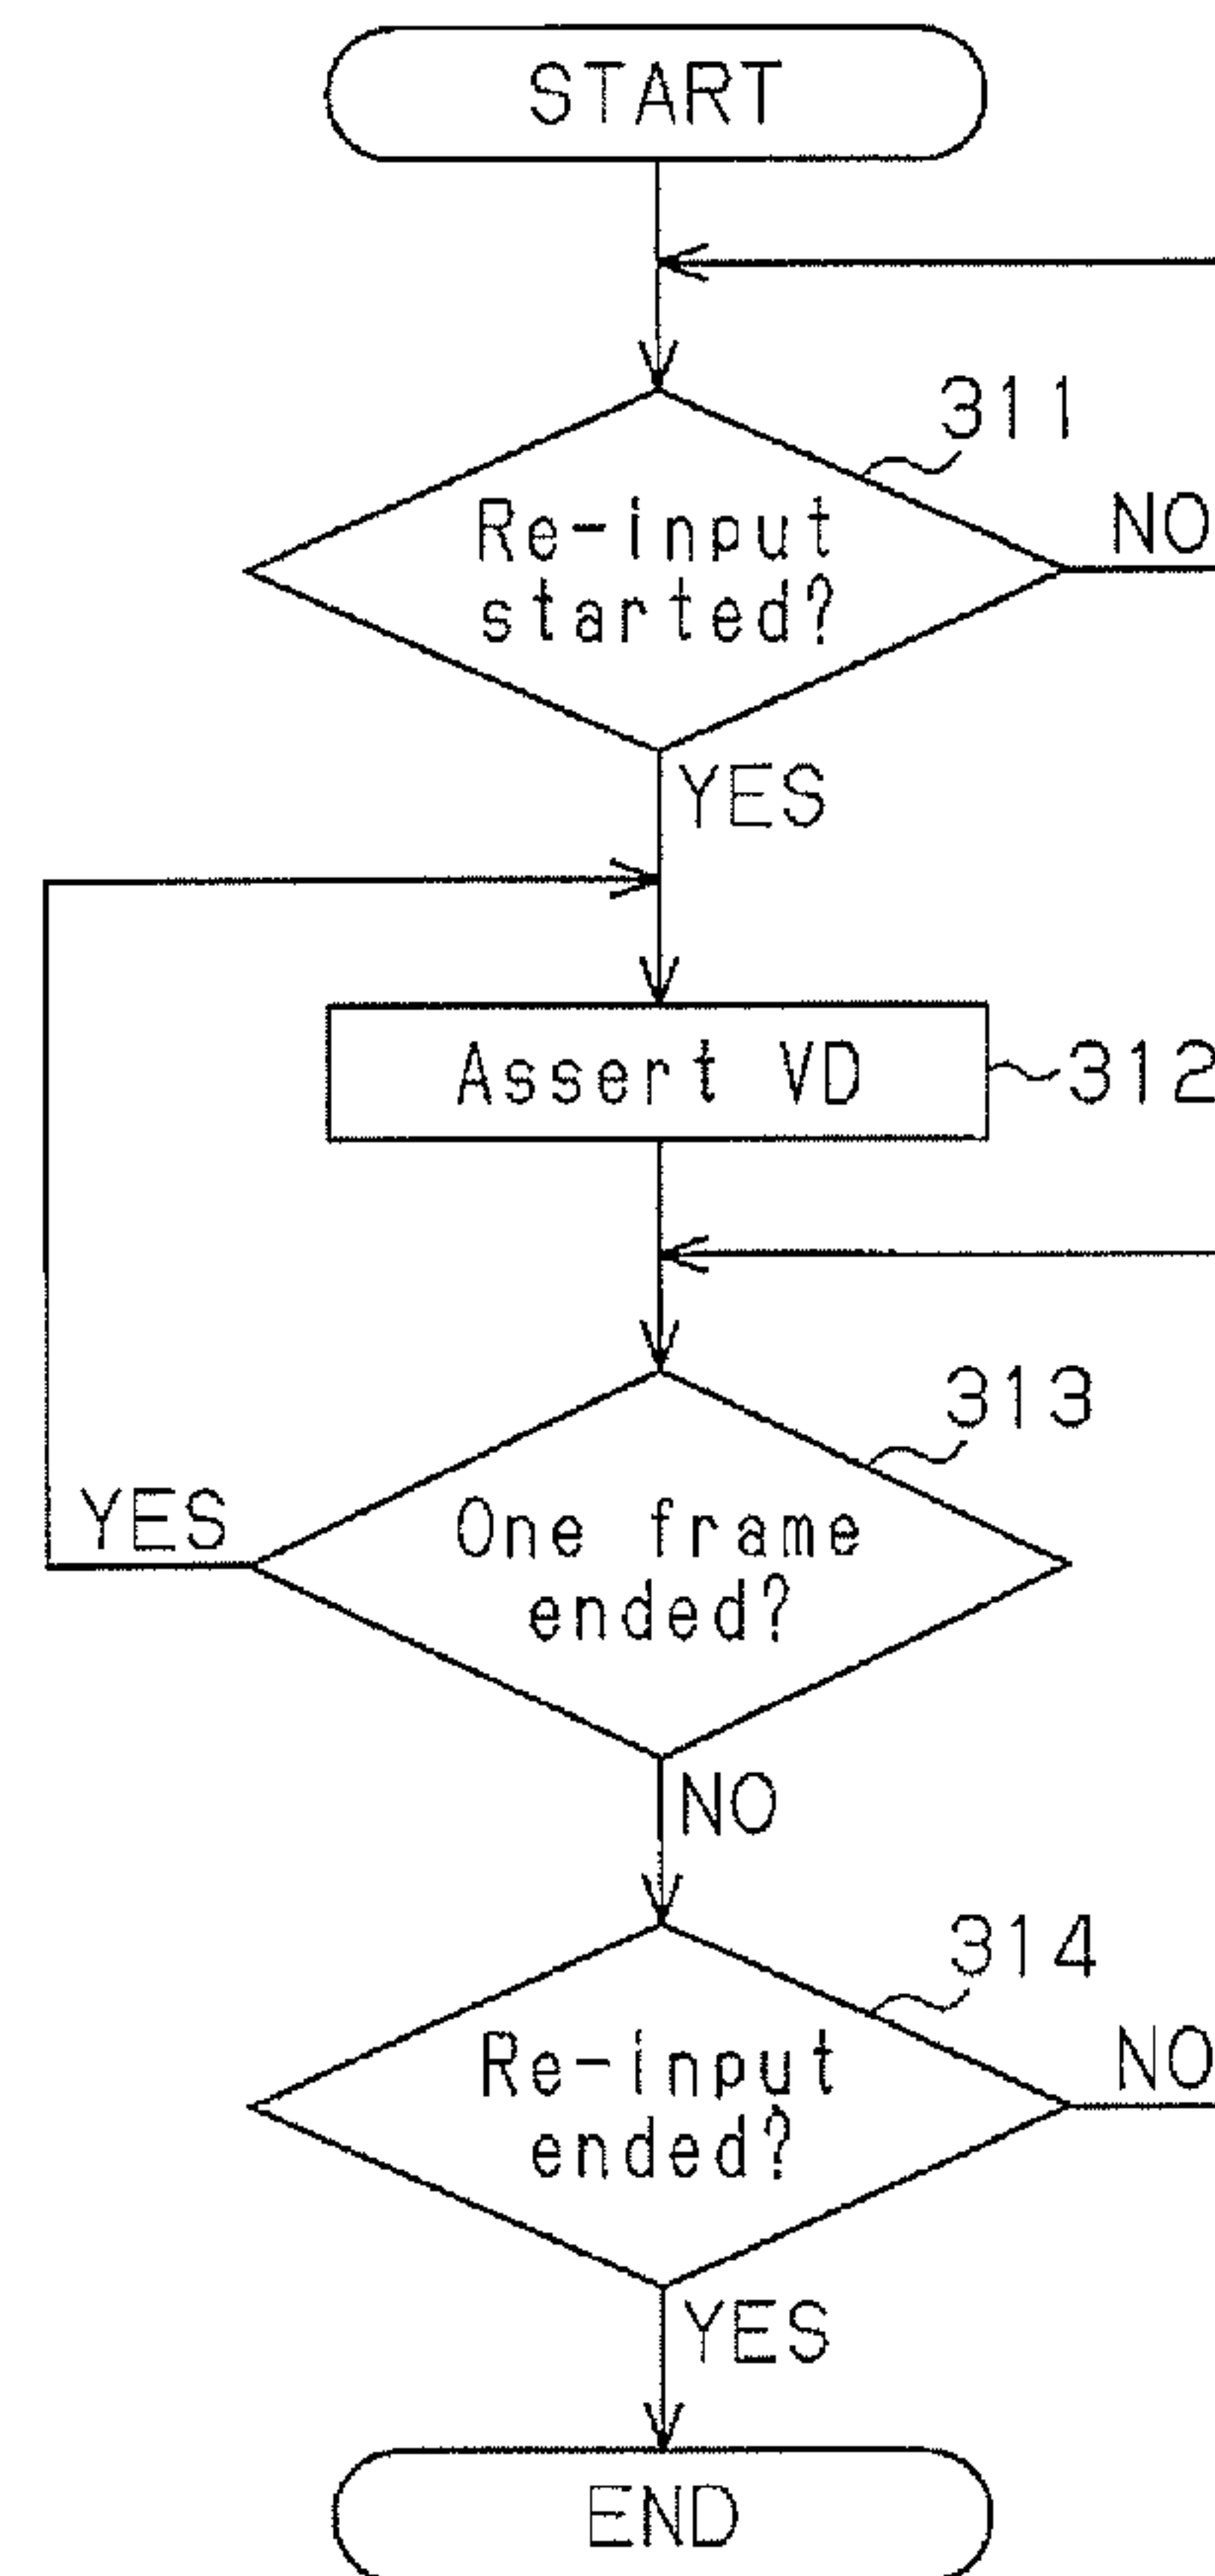 START
311
Re-input
started?
NO
YES
Assert VD
312
313
One frame
ended?
YES
NO
314
Re-input
ended?
NO
YES
END